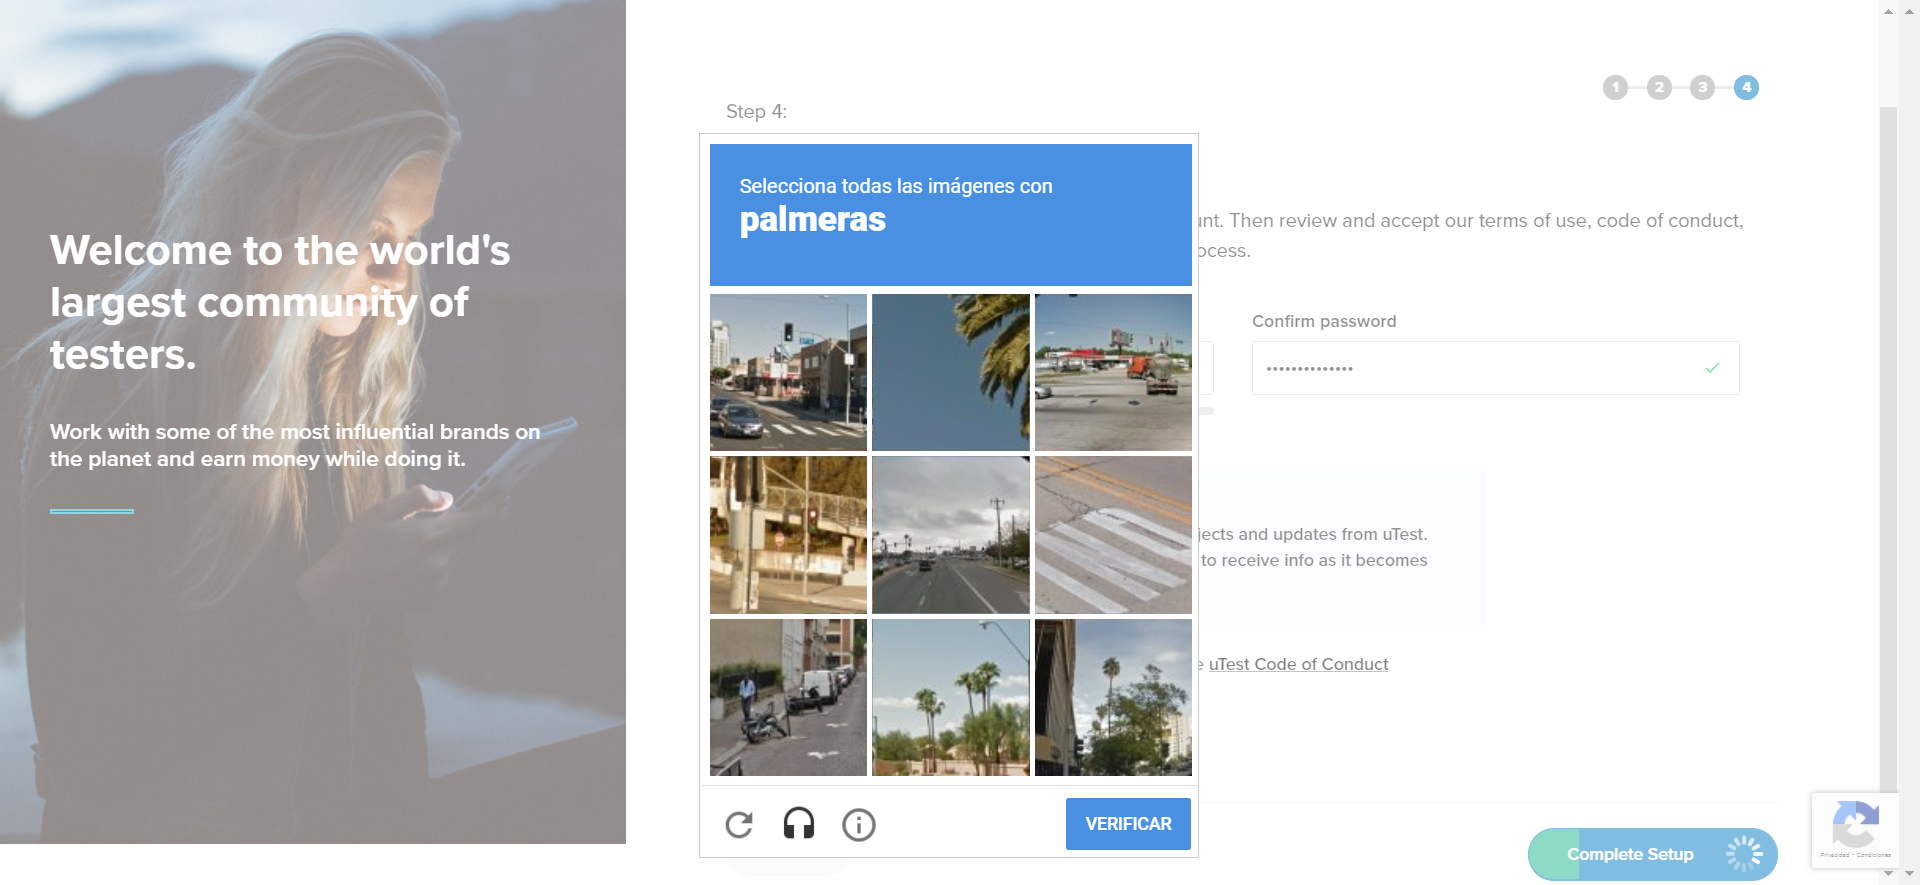 Welcome to the world's
largest community of
testers.
Work with some of the most influential brands on
the planet and earn money while doing it.
1 2 3 4
Step 4:
Selecciona todas las imágenes con
palmeras
unt. Then review and accept our terms of use, code of conduct,
ocess.
Confirm password
jects and updates from uTest.
to receive info as it becomes
e uTest Code of Conduct
VERIFICAR
Complete Setup
Privacidad - Condiciones